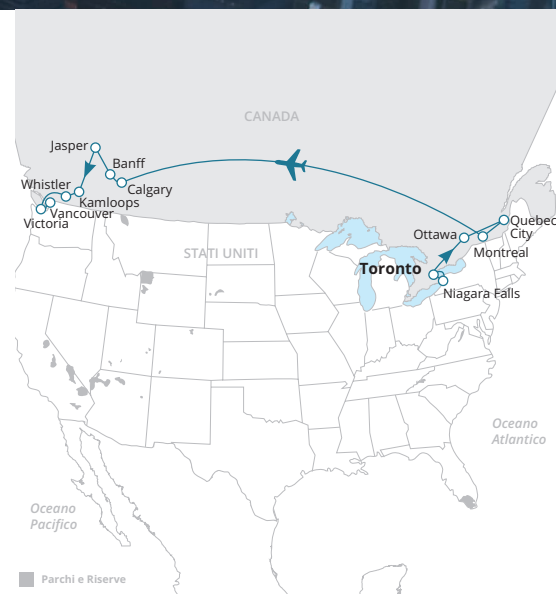 CANADA
Jasper
Banff
Calgary
Whistler
Kamloops
Vancouver
Victoria
STATI UNITI
Ottawa
Quebec
City
Montreal
Toronto
Niagara Falls
Oceano
Atlantico
Oceano
Pacifico
Parchi e Riserve